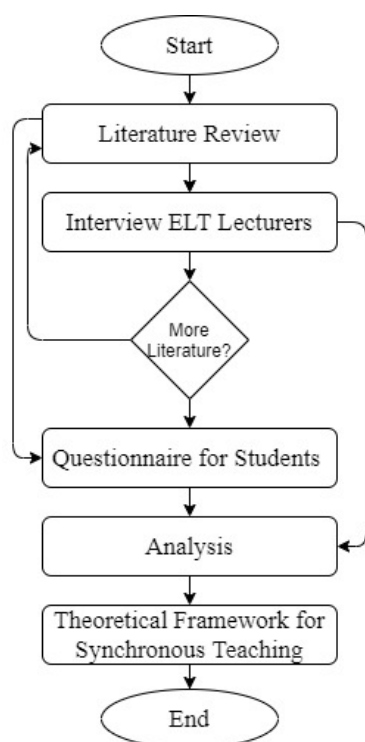 Start
Literature Review
Interview ELT Lecturers
More
Literature?
Questionnaire for Students
Analysis
Theoretical Framework for
Synchronous Teaching
End